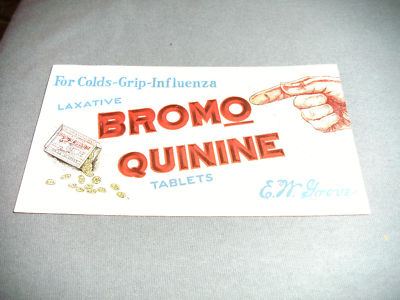 For Colds-Grip-Influenza
LAXATIVE
BROMO
QUININE
TABLETS
E.W. Grove